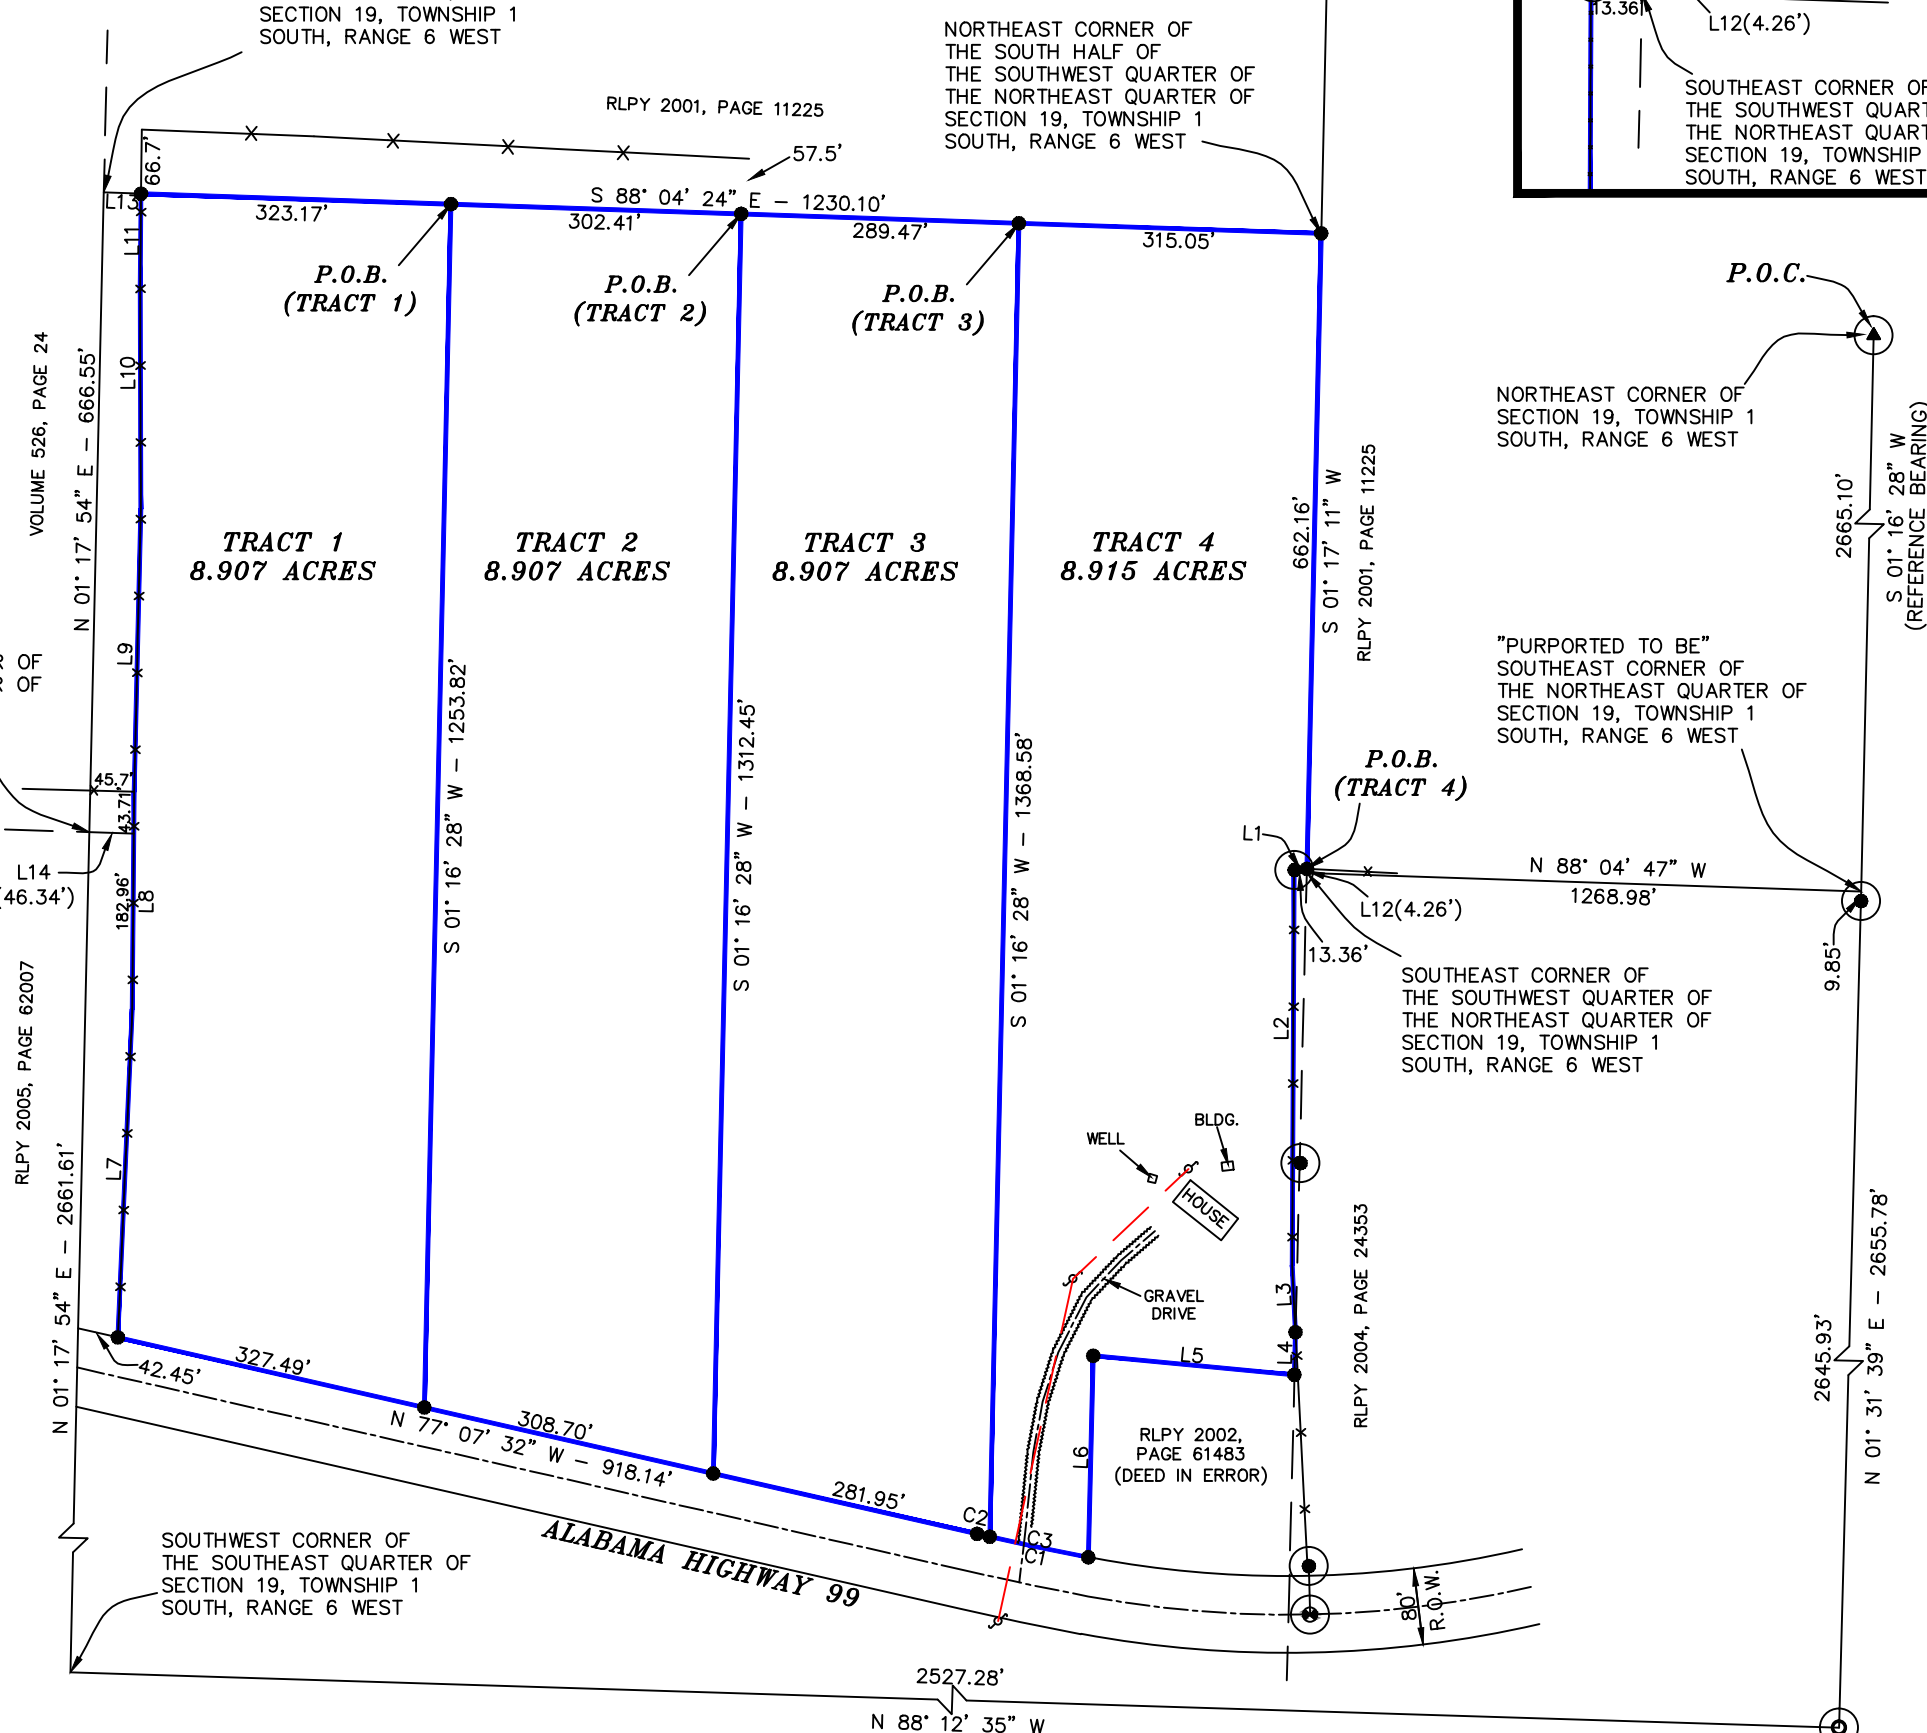 SECTION 19, TOWNSHIP 1
SOUTH, RANGE 6 WEST
NORTHEAST CORNER OF
THE SOUTH HALF OF
THE SOUTHWEST QUARTER OF
THE NORTHEAST QUARTER OF
SECTION 19, TOWNSHIP 1
SOUTH, RANGE 6 WEST
13.36'
L12(4.26')
SOUTHEAST CORNER OF
THE SOUTHWEST QUART
THE NORTHEAST QUART
SECTION 19, TOWNSHIP
SOUTH, RANGE 6 WEST
RLPY 2001, PAGE 11225
66.7'
57.5'
L13
S 88° 04' 24" E - 1230.10'
323.17'
302.41'
289.47'
315.05'
L11
P.O.B.
(TRACT 1)
P.O.B.
(TRACT 2)
P.O.B.
(TRACT 3)
P.O.C.
NORTHEAST CORNER OF
SECTION 19, TOWNSHIP 1
SOUTH, RANGE 6 WEST
VOLUME 526, PAGE 24
N 01° 17' 54" E - 666.55'
L10
TRACT 1
8.907 ACRES
TRACT 2
8.907 ACRES
TRACT 3
8.907 ACRES
TRACT 4
8.915 ACRES
662.16'
S 01° 17' 11" W
RLPY 2001, PAGE 11225
2665.10'
S 01° 16' 28" W
(REFERENCE BEARING)
OF
OF
L9
"PURPORTED TO BE"
SOUTHEAST CORNER OF
THE NORTHEAST QUARTER OF
SECTION 19, TOWNSHIP 1
SOUTH, RANGE 6 WEST
S 01° 16' 28" W - 1253.82'
S 01° 16' 28" W - 1312.45'
S 01° 16' 28" W - 1368.58'
P.O.B.
(TRACT 4)
45.7'
43.71'
L14
(46.34')
182.96'
L8
L1
N 88° 04' 47" W
1268.98'
L12(4.26')
13.36'
9.85'
SOUTHEAST CORNER OF
THE SOUTHWEST QUARTER OF
THE NORTHEAST QUARTER OF
SECTION 19, TOWNSHIP 1
SOUTH, RANGE 6 WEST
L2
RLPY 2005, PAGE 62007
L7
N 01° 17' 54" E - 2661.61'
WELL
BLDG.
HOUSE
GRAVEL
DRIVE
L3
L4
L5
L6
RLPY 2004, PAGE 24353
2645.93'
N 01° 31' 39" E - 2655.78'
RLPY 2002,
PAGE 61483
(DEED IN ERROR)
42.45'
327.49'
308.70'
N 77° 07' 32" W - 918.14'
281.95'
C2
C3
C1
ALABAMA HIGHWAY 99
80'
R.O.W.
SOUTHWEST CORNER OF
THE SOUTHEAST QUARTER OF
SECTION 19, TOWNSHIP 1
SOUTH, RANGE 6 WEST
2527.28'
N 88° 12' 35" W